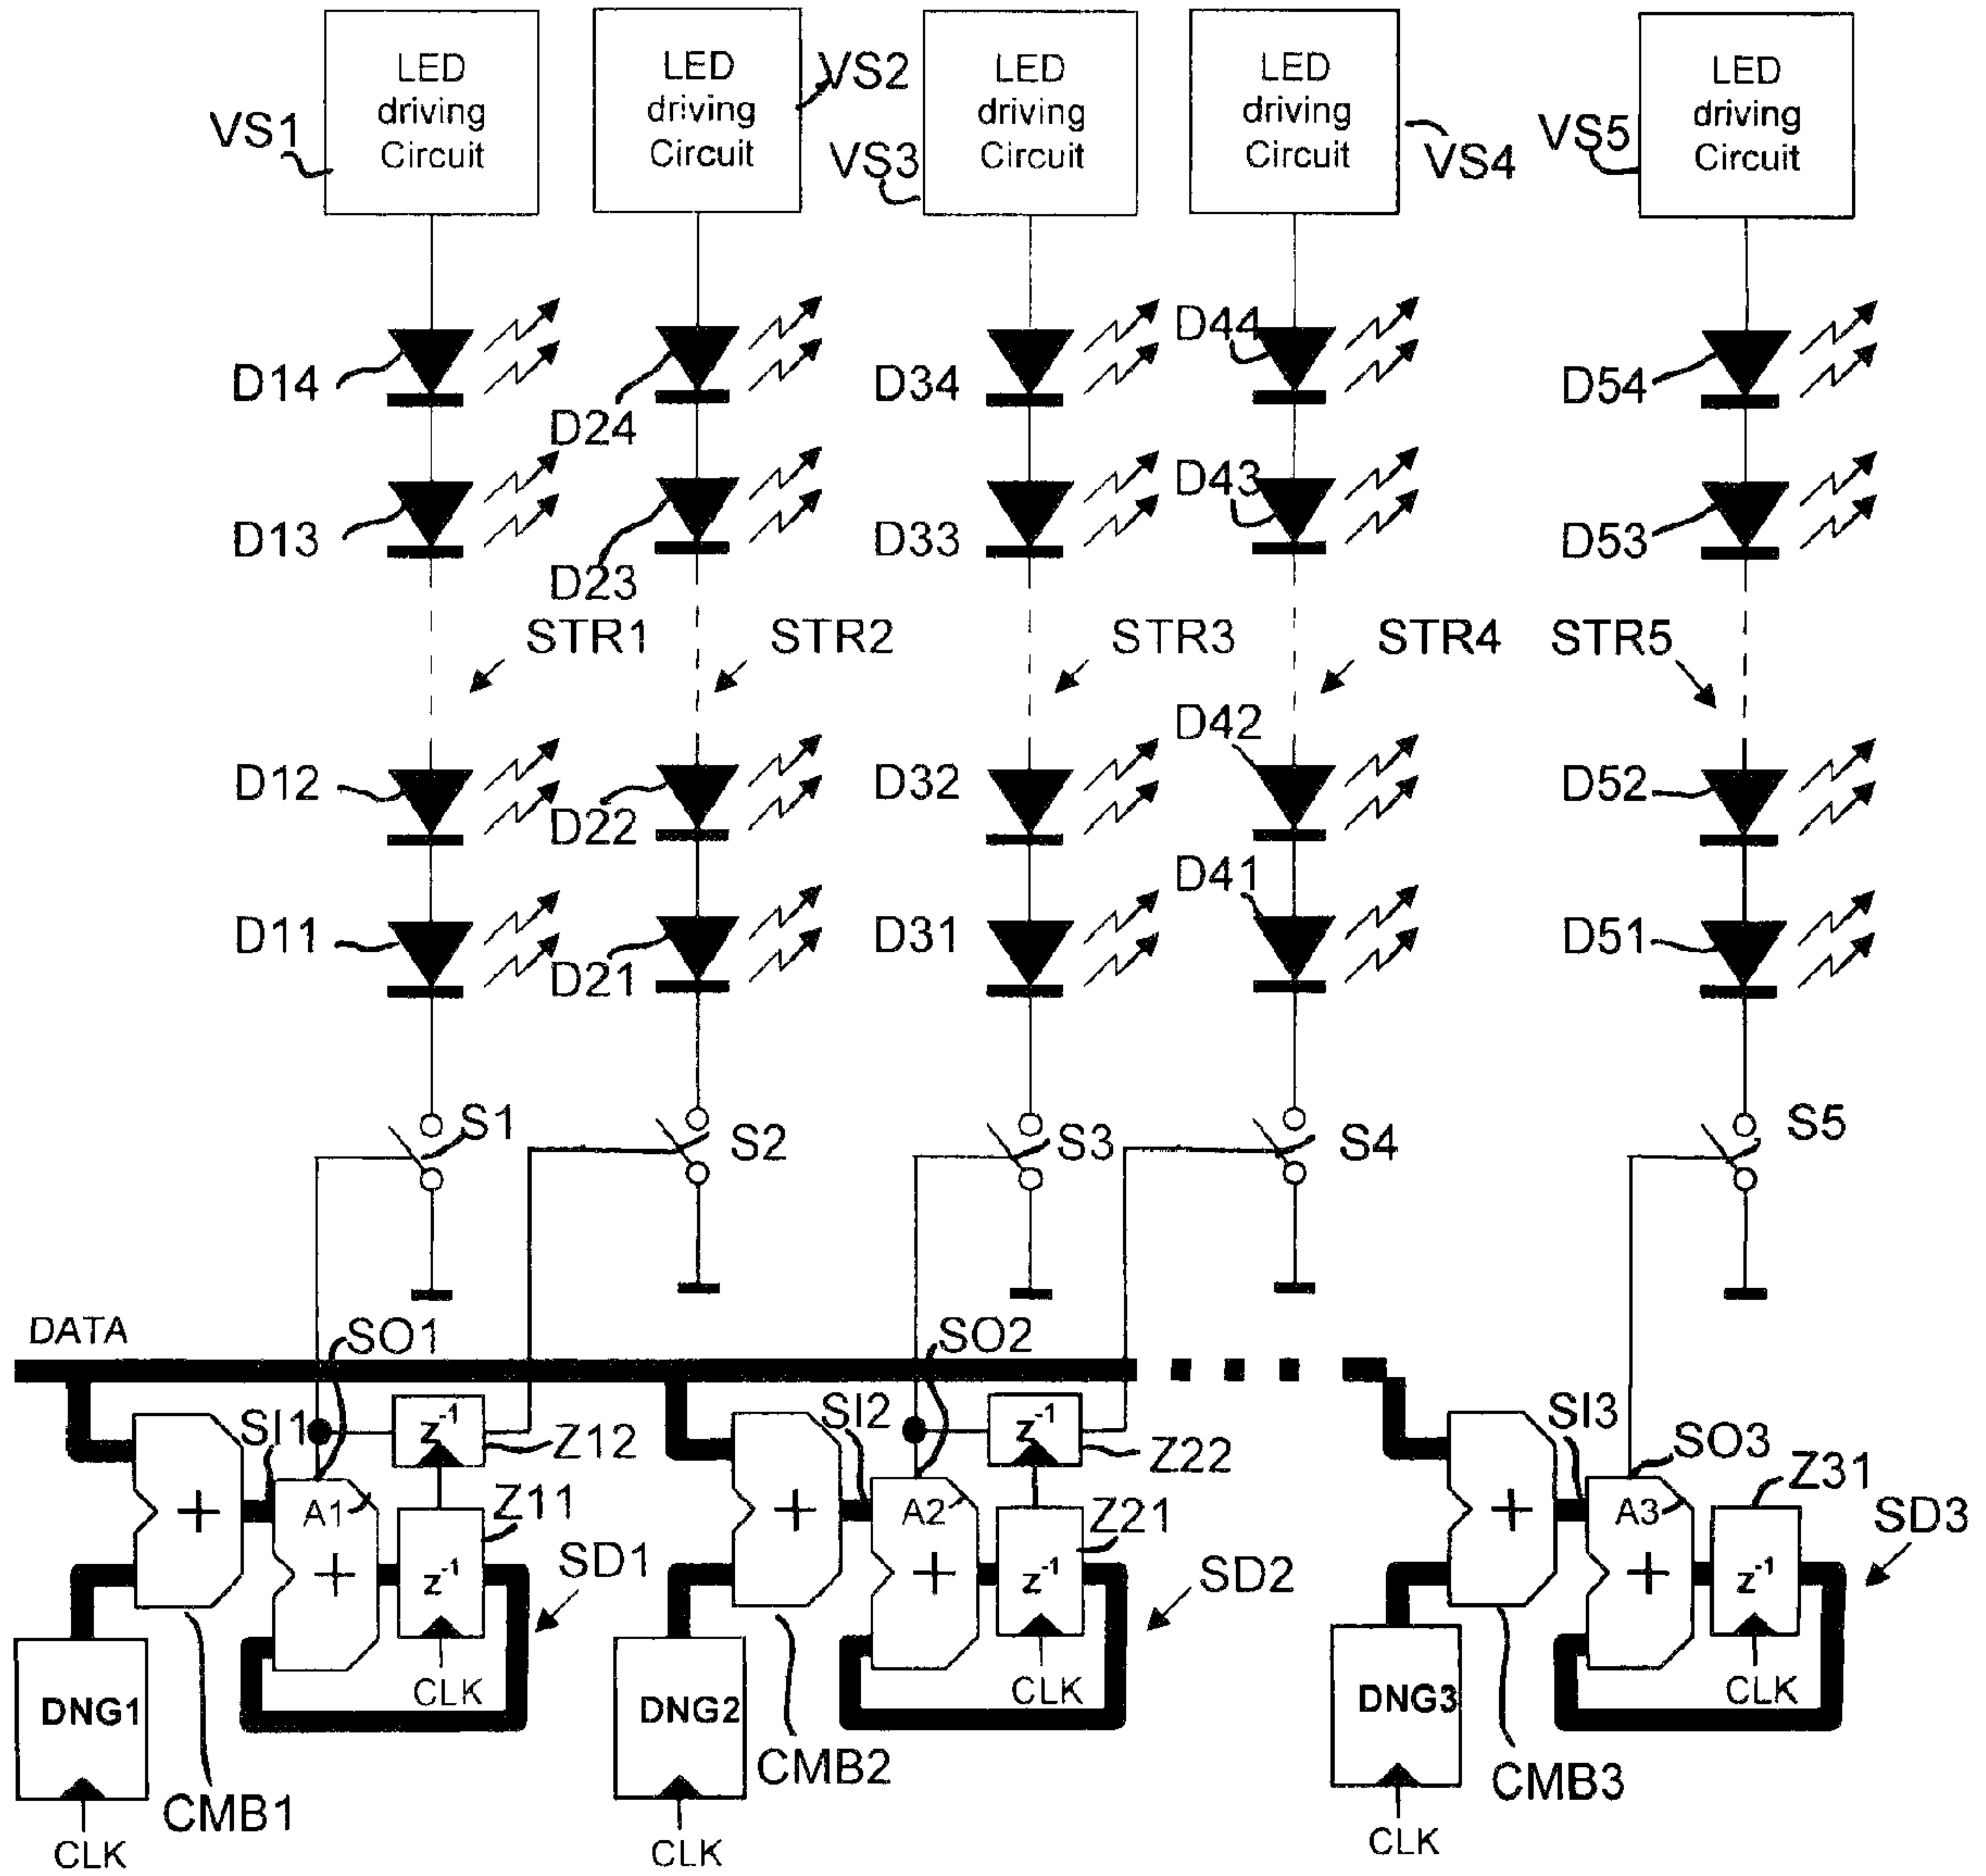 LED
driving
Circuit
LED
driving
Circuit
LED
driving
Circuit
LED
driving
Circuit
LED
driving
Circuit
VS1
VS2
VS3
VS4
VS5
D14
D24
D34
D44
D54
D13
D23
D33
D43
D53
STR1
STR2
STR3
STR4
STR5
D12
D22
D32
D42
D52
D11
D21
D31
D41
D51
S1
S2
S3
S4
S5
DATA
SO1
SO2
SI1
z-1
Z12
SI2
z-1
Z22
SI3
SO3
Z31
+
A1
Z11
+
A2
Z21
+
A3
SD3
+
z-1
SD1
+
z-1
SD2
+
z-1
CLK
CLK
CLK
DNG1
DNG2
DNG3
CMB1
CMB2
CMB3
CLK
CLK
CLK